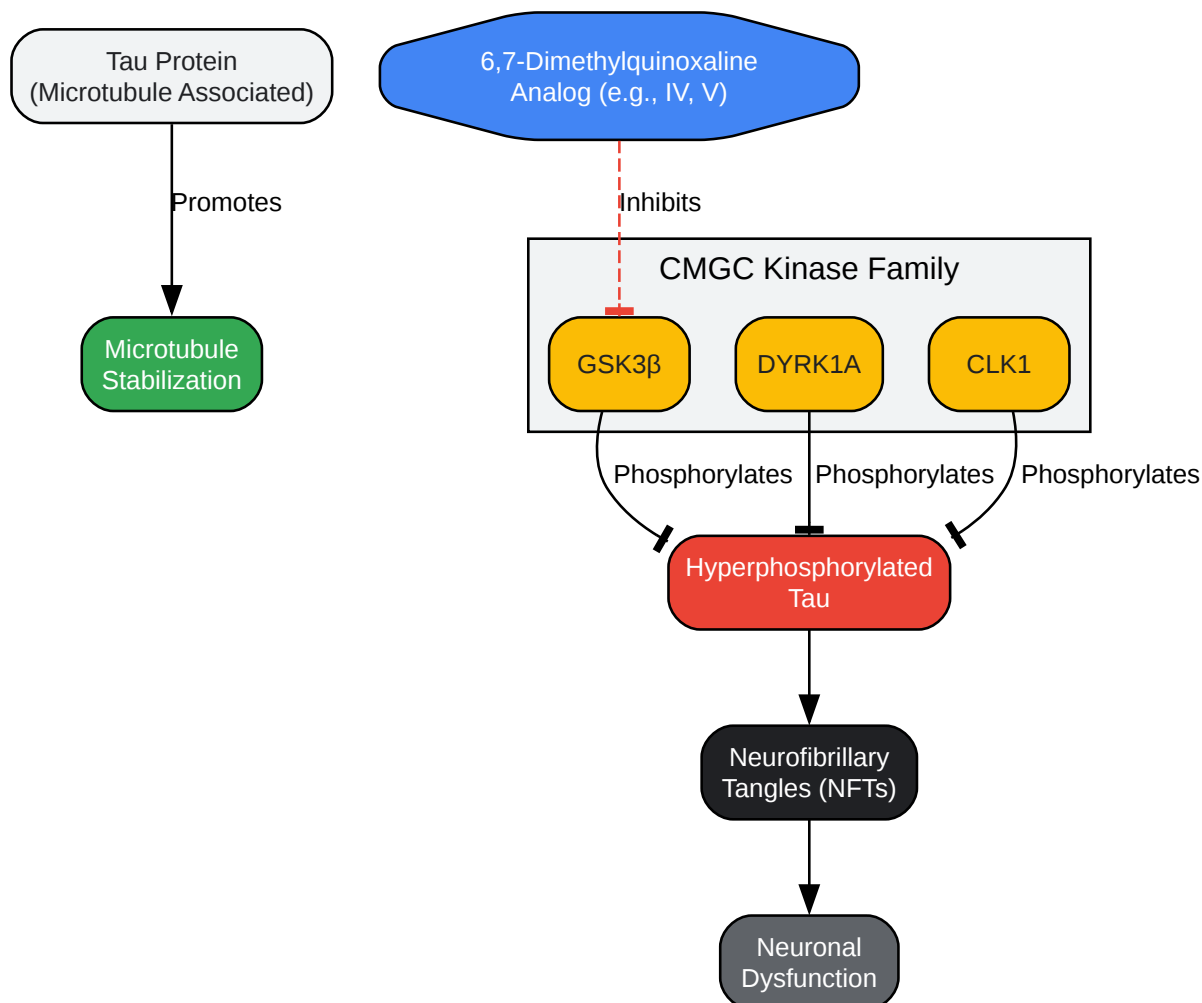 Tau Protein
(Microtubule Associated)
6,7-Dimethylquinoxaline
Analog (e.g., IV, V)
Promotes
Inhibits
CMGC Kinase Family
Microtubule
Stabilization
GSK3β
DYRK1A
CLK1
Phosphorylates
Phosphorylates
Phosphorylates
Hyperphosphorylated
Tau
Neurofibrillary
Tangles (NFTs)
Neuronal
Dysfunction